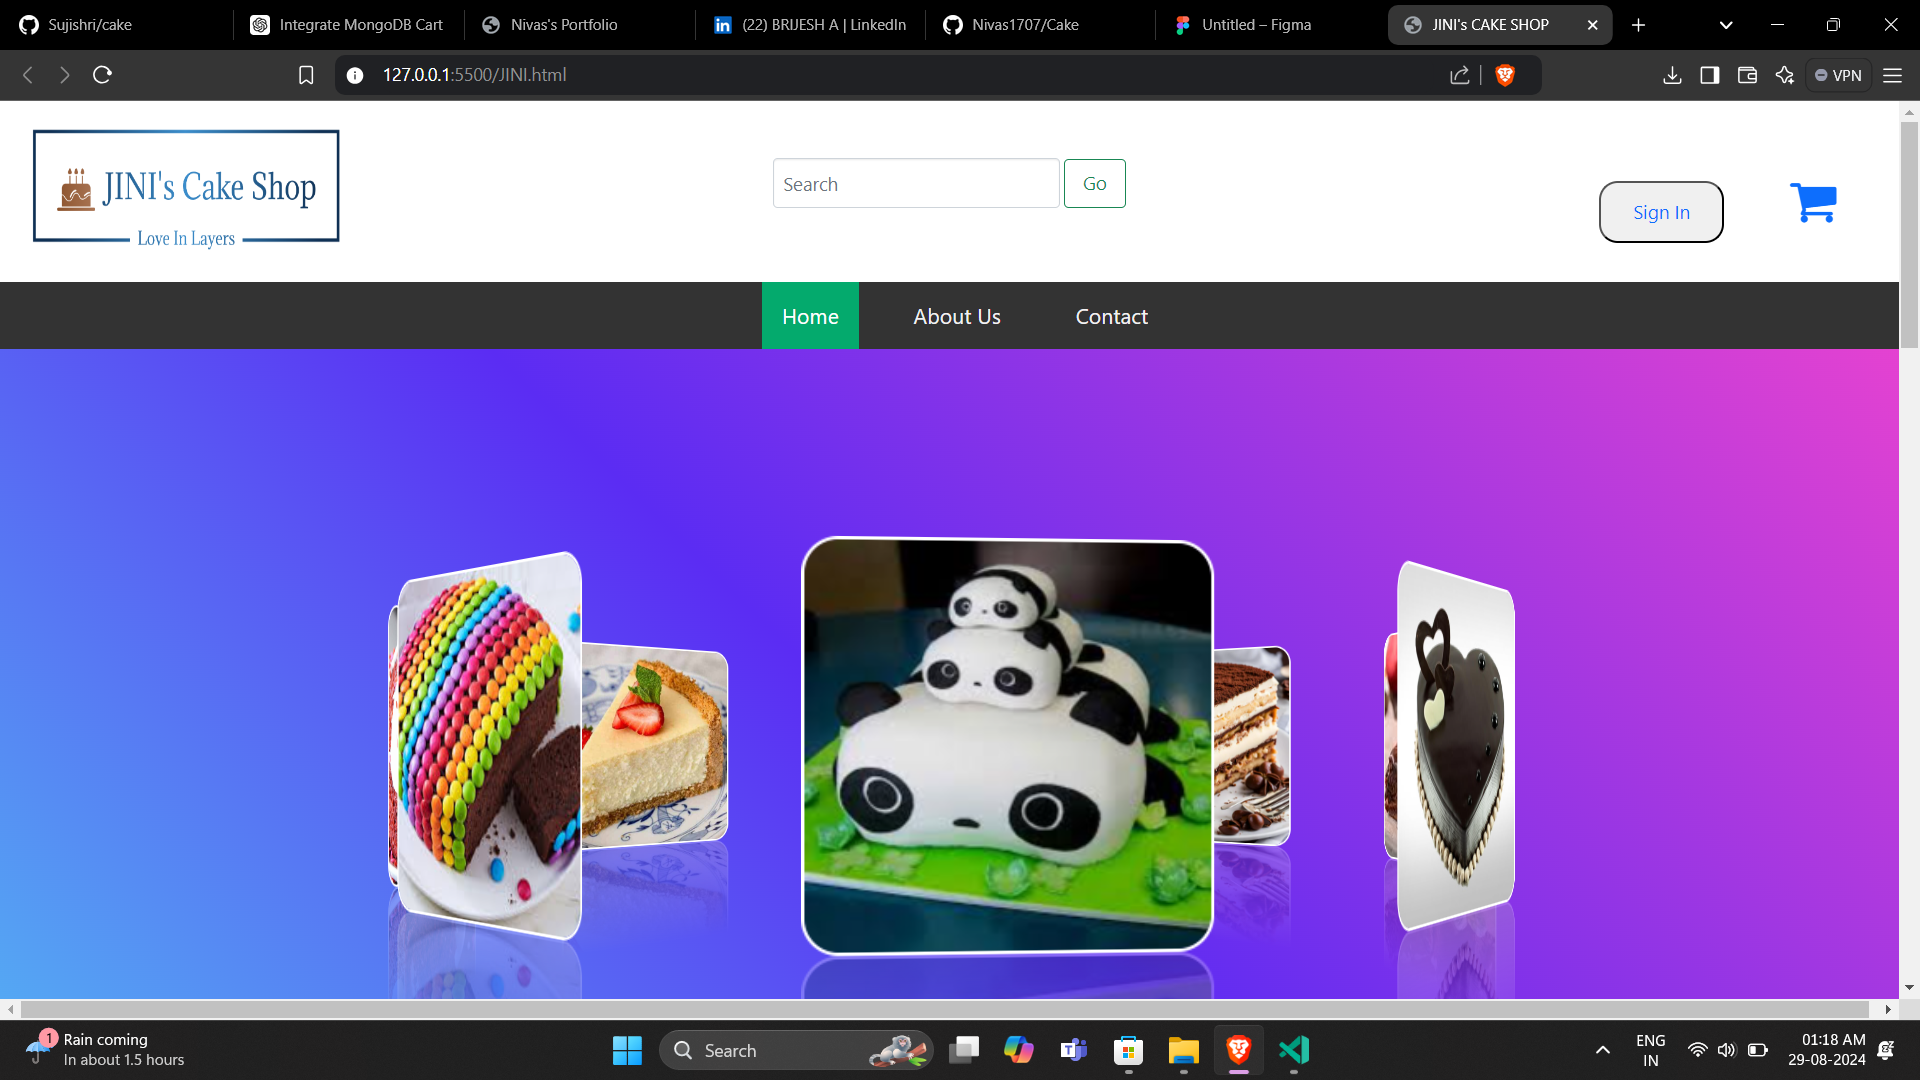 Sujishri/cake
Integrate MongoDB Cart
Nivas's Portfolio
(22) BRIJESH A | LinkedIn
Nivas1707/Cake
Untitled – Figma
JINI's CAKE SHOP
127.0.0.1:5500/JINI.html
VPN
JINI's Cake Shop
Love In Layers
Search
Go
Sign In
Home
About Us
Contact
1
Rain coming
In about 1.5 hours
Search
ENG
IN
01:18 AM
29-08-2024